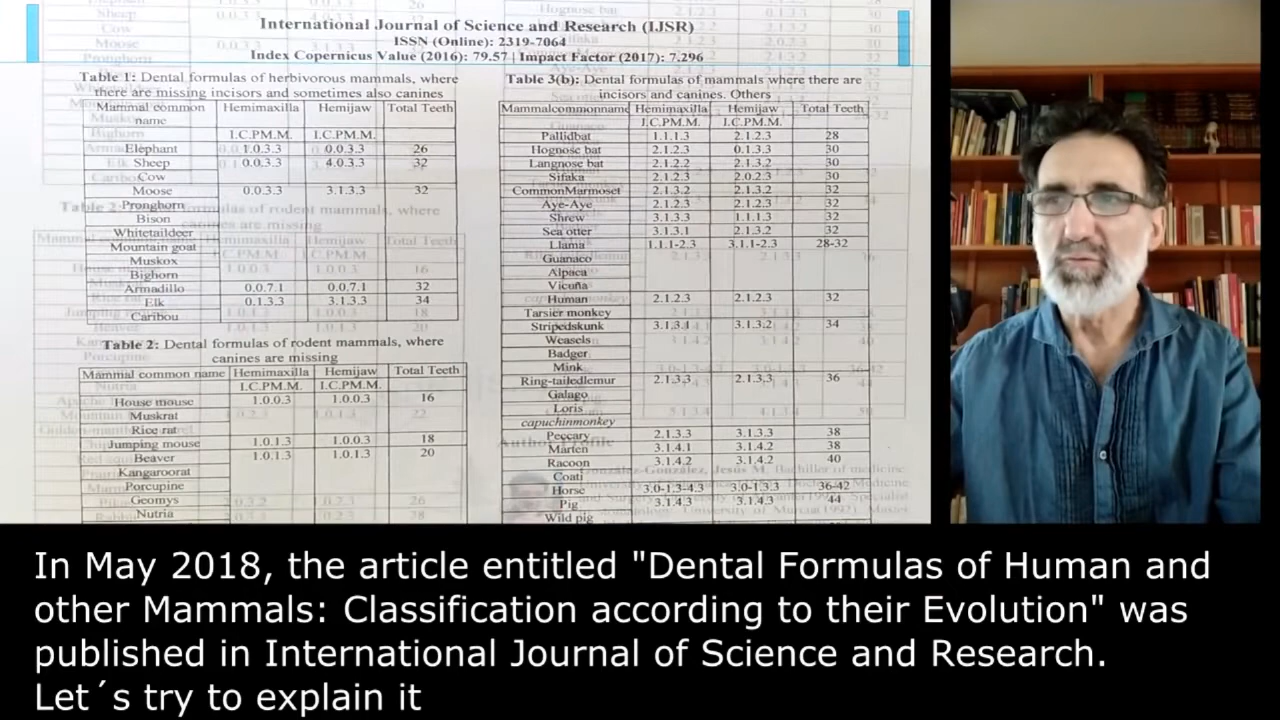 International Journal of Science and Research (IJSR)
ISSN (Online): 2319-7064
Index Copernicus Value (2016): 79.57 | Impact Factor (2017): 7.296
Table 1: Dental formulas of herbivorous mammals, where
there are missing incisors and sometimes also canines
Mammal common name Hemimaxilla Hemijaw Total Teeth
I.C.PM.M. I.C.PM.M.
Elephant 1.0.3.3 0.0.3.3 26
Sheep 0.0.3.3 4.0.3.3 32
Cow
Moose 0.0.3.3 3.1.3.3 32
Pronghorn
Bison
Whitetaildeer
Mountain goat
Muskox
Bighorn
Armadillo 0.0.7.1 0.0.7.1 32
Elk 0.1.3.3 3.1.3.3 34
Caribou
Table 2: Dental formulas of rodent mammals, where
canines are missing
Mammal common name Hemimaxilla Hemijaw Total Teeth
I.C.PM.M. I.C.PM.M.
House mouse 1.0.0.3 1.0.0.3 16
Muskrat
Rice rat
Jumping mouse 1.0.1.3 1.0.0.3 18
Beaver 1.0.1.3 1.0.1.3 20
Kangaroorat
Porcupine
Geomys
Nutria
Table 3(b): Dental formulas of mammals where there are
incisors and canines. Others
Mammalcommonname Hemimaxilla Hemijaw Total Teeth
I.C.PM.M. I.C.PM.M.
Pallidbat 1.1.1.3 2.1.2.3 28
Hognose bat 2.1.2.3 0.1.3.3 30
Langnose bat 2.1.2.2 2.1.3.2 30
Sifaka 2.1.2.3 2.0.2.3 30
CommonMarmoset 2.1.3.2 2.1.3.2 32
Aye-Aye 2.1.2.3 2.1.2.3 32
Shrew 3.1.3.3 1.1.1.3 32
Sea otter 3.1.3.1 2.1.3.2 32
Llama 1.1.1-2.3 3.1.1-2.3 28-32
Guanaco
Alpaca
Vicuña
Human 2.1.2.3 2.1.2.3 32
Tarsier monkey
Stripedskunk 3.1.3.1 3.1.3.2 34
Weasels
Badger
Mink
Ring-tailedlemur 2.1.3.3 2.1.3.3 36
Galago
Loris
capuchinmonkey
Peccary 2.1.3.3 3.1.3.3 38
Marten 3.1.4.1 3.1.4.2 38
Racoon 3.1.4.2 3.1.4.2 40
Coati
Horse 3.0-1.3-4.3 3.0-1.3.3 36-42
Pig 3.1.4.3 3.1.4.3 44
Wild pig
In May 2018, the article entitled "Dental Formulas of Human and
other Mammals: Classification according to their Evolution" was
published in International Journal of Science and Research.
Let´s try to explain it